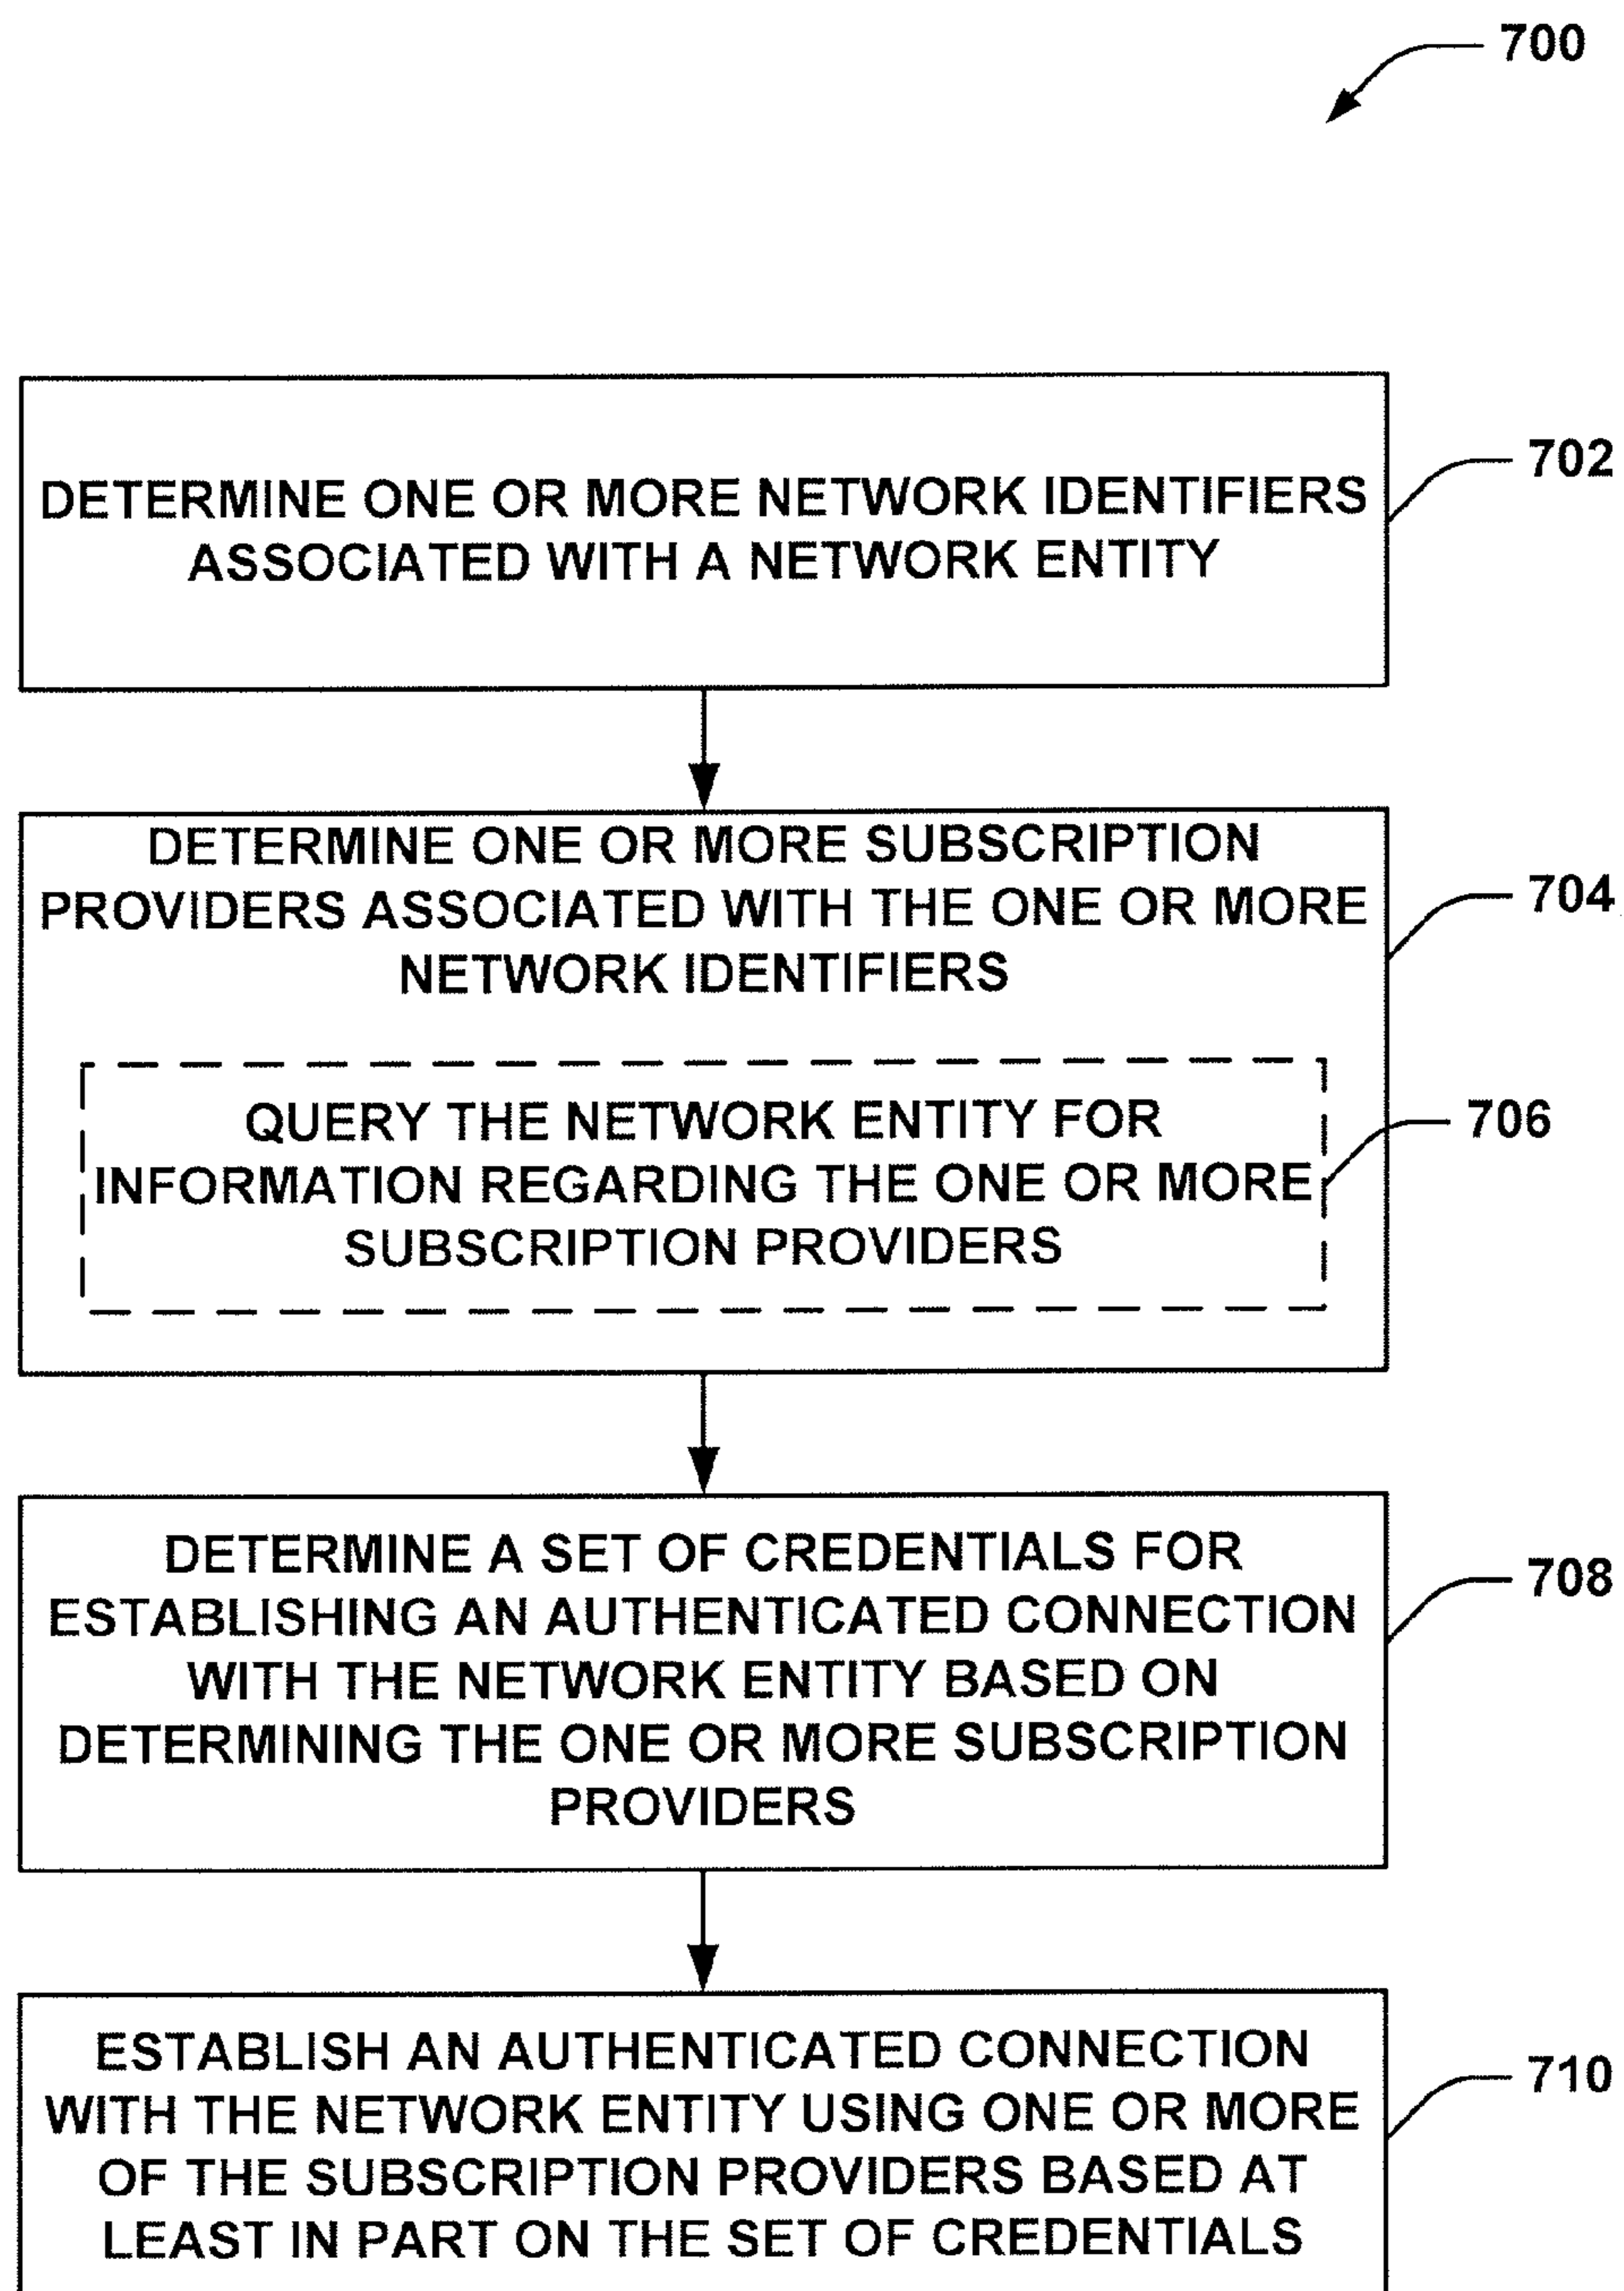 700
DETERMINE ONE OR MORE NETWORK IDENTIFIERS
ASSOCIATED WITH A NETWORK ENTITY
702
DETERMINE ONE OR MORE SUBSCRIPTION
PROVIDERS ASSOCIATED WITH THE ONE OR MORE
NETWORK IDENTIFIERS
704
QUERY THE NETWORK ENTITY FOR
INFORMATION REGARDING THE ONE OR MORE
SUBSCRIPTION PROVIDERS
706
DETERMINE A SET OF CREDENTIALS FOR
ESTABLISHING AN AUTHENTICATED CONNECTION
WITH THE NETWORK ENTITY BASED ON
DETERMINING THE ONE OR MORE SUBSCRIPTION
PROVIDERS
708
ESTABLISH AN AUTHENTICATED CONNECTION
WITH THE NETWORK ENTITY USING ONE OR MORE
OF THE SUBSCRIPTION PROVIDERS BASED AT
LEAST IN PART ON THE SET OF CREDENTIALS
710